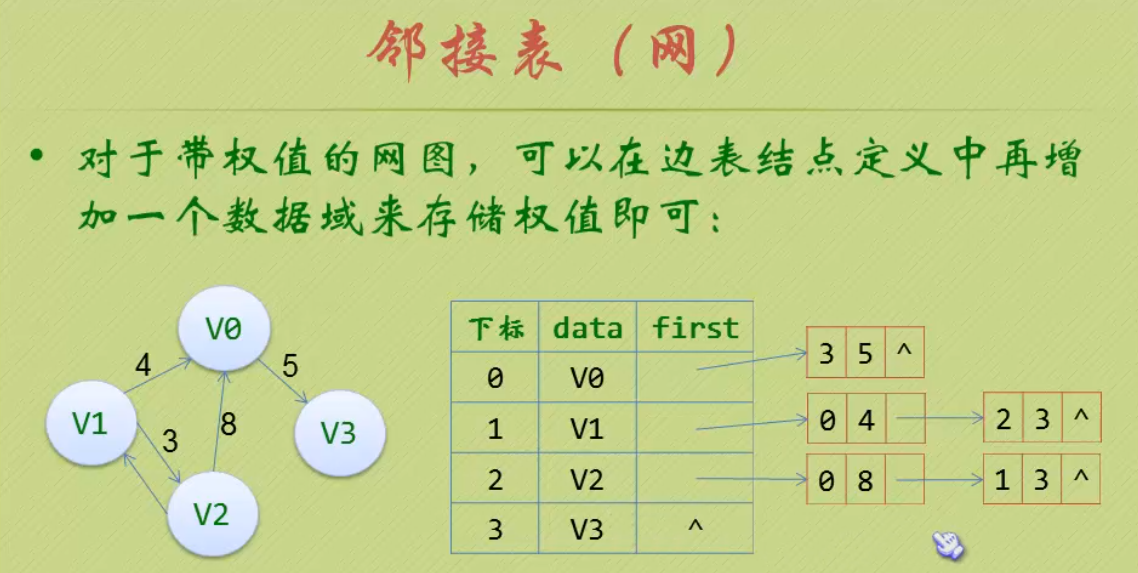 邻接表（网）
• 对于带权值的网图，可以在边表结点定义中再增
加一个数据域来存储权值即可：
V0
4
5
V1
3
8
V3
V2
下标 data first
0 V0
3 5 ^
1 V1
0 4
2 3 ^
2 V2
0 8
1 3 ^
3 V3 ^